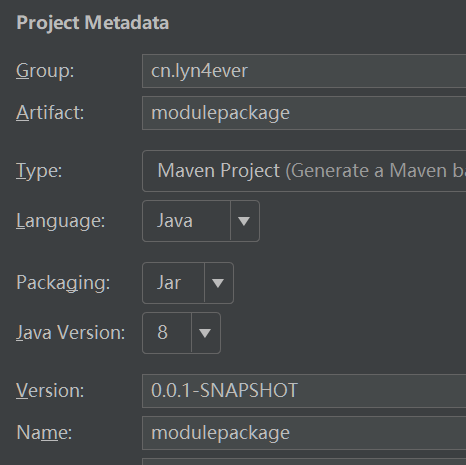 Project Metadata
Group: cn.lyn4ever
Artifact: modulepackage
Type: Maven Project (Generate a Maven ba
Language: Java
Packaging: Jar
Java Version: 8
Version: 0.0.1-SNAPSHOT
Name: modulepackage